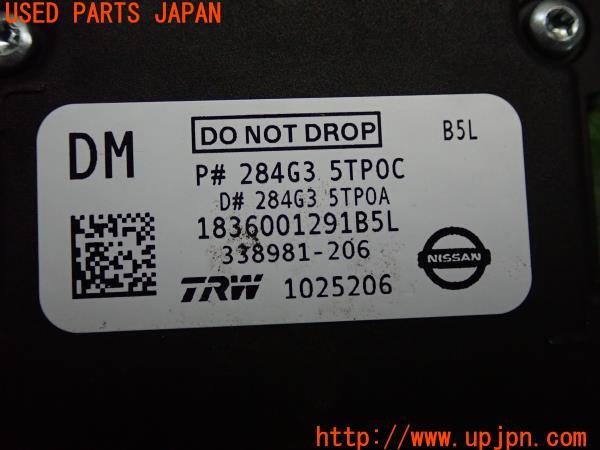 USED PARTS JAPAN
DM
DO NOT DROP
B5L
P# 284G3 5TP0C
D# 284G3 5TP0A
1836001291B5L
338981-206
NISSAN
TRW 1025206
http://www.upjpn.com/